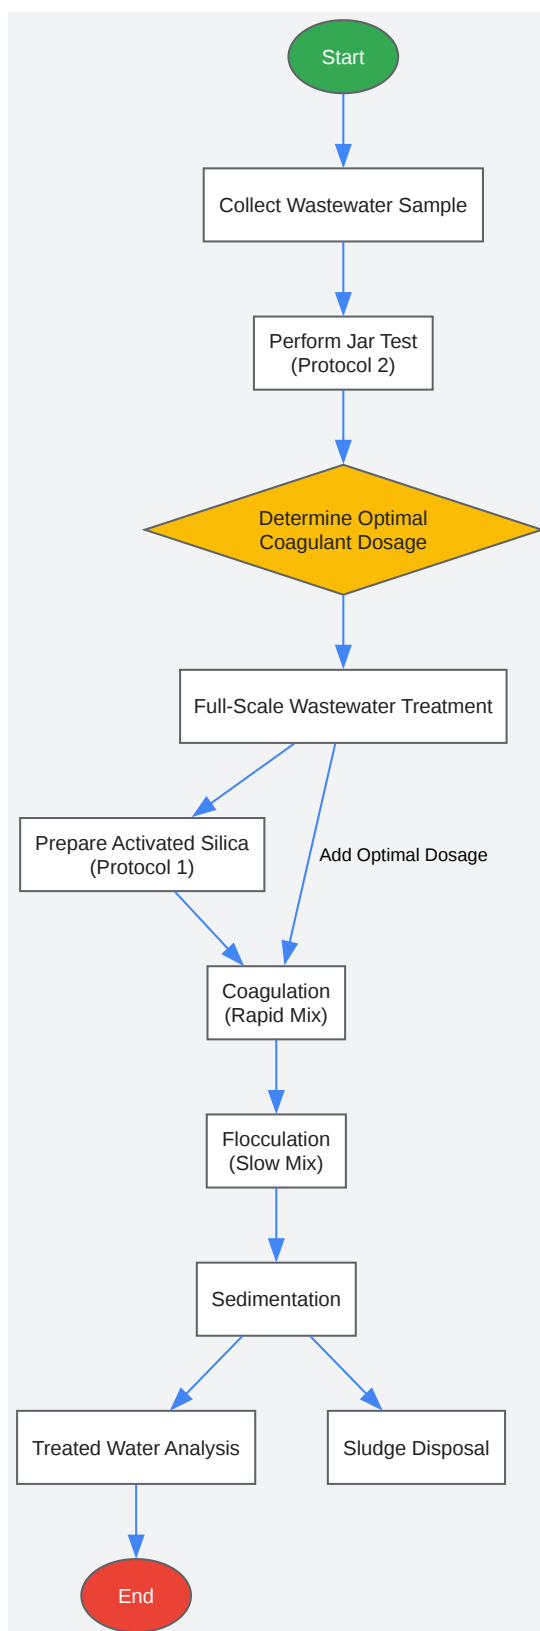 Start
Collect Wastewater Sample
Perform Jar Test
(Protocol 2)
Determine Optimal
Coagulant Dosage
Full-Scale Wastewater Treatment
Prepare Activated Silica
(Protocol 1)
Add Optimal Dosage
Coagulation
(Rapid Mix)
Flocculation
(Slow Mix)
Sedimentation
Treated Water Analysis
Sludge Disposal
End